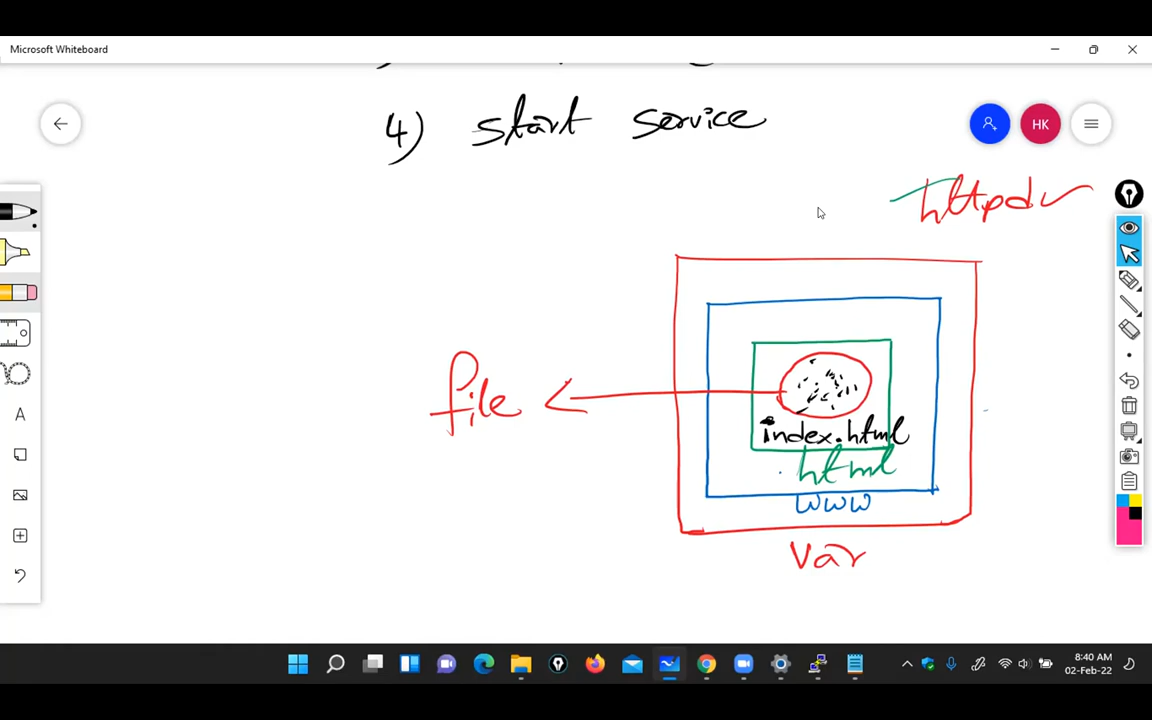 Microsoft Whiteboard
4) start service
HK
httpd
file
index.html
html
www
var
A
8:40 AM
02-Feb-22